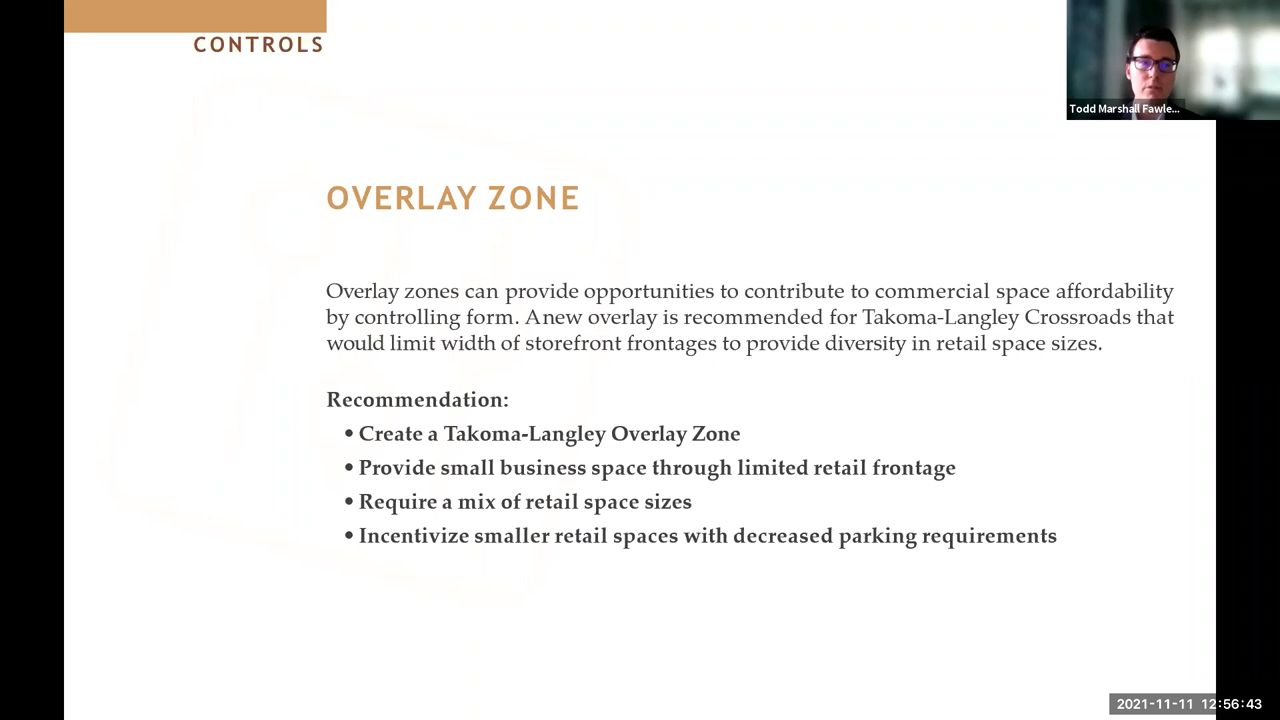 CONTROLS
Todd Marshall Fawle...
OVERLAY ZONE
Overlay zones can provide opportunities to contribute to commercial space affordability
by controlling form. A new overlay is recommended for Takoma-Langley Crossroads that
would limit width of storefront frontages to provide diversity in retail space sizes.
Recommendation:
• Create a Takoma-Langley Overlay Zone
• Provide small business space through limited retail frontage
• Require a mix of retail space sizes
• Incentivize smaller retail spaces with decreased parking requirements
2021-11-11 12:56:43